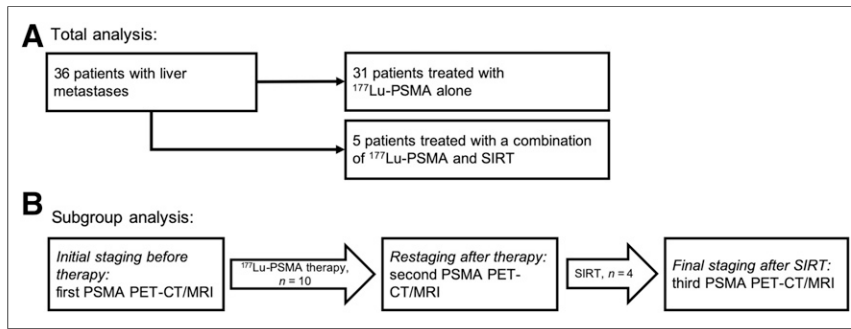 A Total analysis:
36 patients with liver
metastases
31 patients treated with
¹⁷⁷Lu-PSMA alone
5 patients treated with a combination
of ¹⁷⁷Lu-PSMA and SIRT
B Subgroup analysis:
Initial staging before
therapy:
first PSMA PET-CT/MRI
¹⁷⁷Lu-PSMA therapy,
n = 10
Restaging after therapy:
second PSMA PET-
CT/MRI
SIRT, n = 4
Final staging after SIRT:
third PSMA PET-CT/MRI